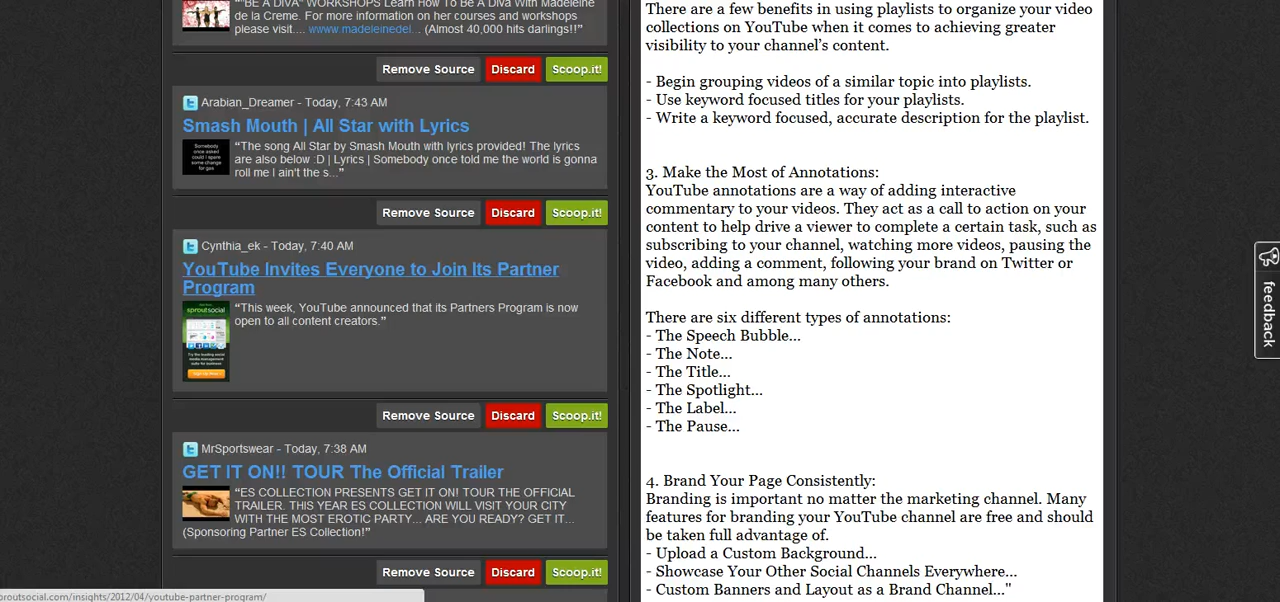 "BE A DIVA" WORKSHOPS Learn How To Be A Diva With Madeleine
de la Creme. For more information on her courses and workshops
please visit.... wwww.madeleinedel... (Almost 40,000 hits darlings!!”
Remove Source Discard Scoop.it!
Arabian_Dreamer - Today, 7:43 AM
Smash Mouth | All Star with Lyrics
Somebody
once asked
could I spare
some change
for gas
“The song All Star by Smash Mouth with lyrics provided! The lyrics
are also below :D | Lyrics | Somebody once told me the world is gonna
roll me I ain't the s...”
Remove Source Discard Scoop.it!
Cynthia_ek - Today, 7:40 AM
YouTube Invites Everyone to Join Its Partner
Program
sproutsocial
“This week, YouTube announced that its Partners Program is now
open to all content creators.”
Remove Source Discard Scoop.it!
MrSportswear - Today, 7:38 AM
GET IT ON!! TOUR The Official Trailer
“ES COLLECTION PRESENTS GET IT ON! TOUR THE OFFICIAL
TRAILER. THIS YEAR ES COLLECTION WILL VISIT YOUR CITY
WITH THE MOST EROTIC PARTY... ARE YOU READY? GET IT...
(Sponsoring Partner ES Collection!”
Remove Source Discard Scoop.it!
proutsocial.com/insights/2012/04/youtube-partner-program/
There are a few benefits in using playlists to organize your video
collections on YouTube when it comes to achieving greater
visibility to your channel’s content.
- Begin grouping videos of a similar topic into playlists.
- Use keyword focused titles for your playlists.
- Write a keyword focused, accurate description for the playlist.
3. Make the Most of Annotations:
YouTube annotations are a way of adding interactive
commentary to your videos. They act as a call to action on your
content to help drive a viewer to complete a certain task, such as
subscribing to your channel, watching more videos, pausing the
video, adding a comment, following your brand on Twitter or
Facebook and among many others.
There are six different types of annotations:
- The Speech Bubble...
- The Note...
- The Title...
- The Spotlight...
- The Label...
- The Pause...
4. Brand Your Page Consistently:
Branding is important no matter the marketing channel. Many
features for branding your YouTube channel are free and should
be taken full advantage of.
- Upload a Custom Background...
- Showcase Your Other Social Channels Everywhere...
- Custom Banners and Layout as a Brand Channel..."
feedback